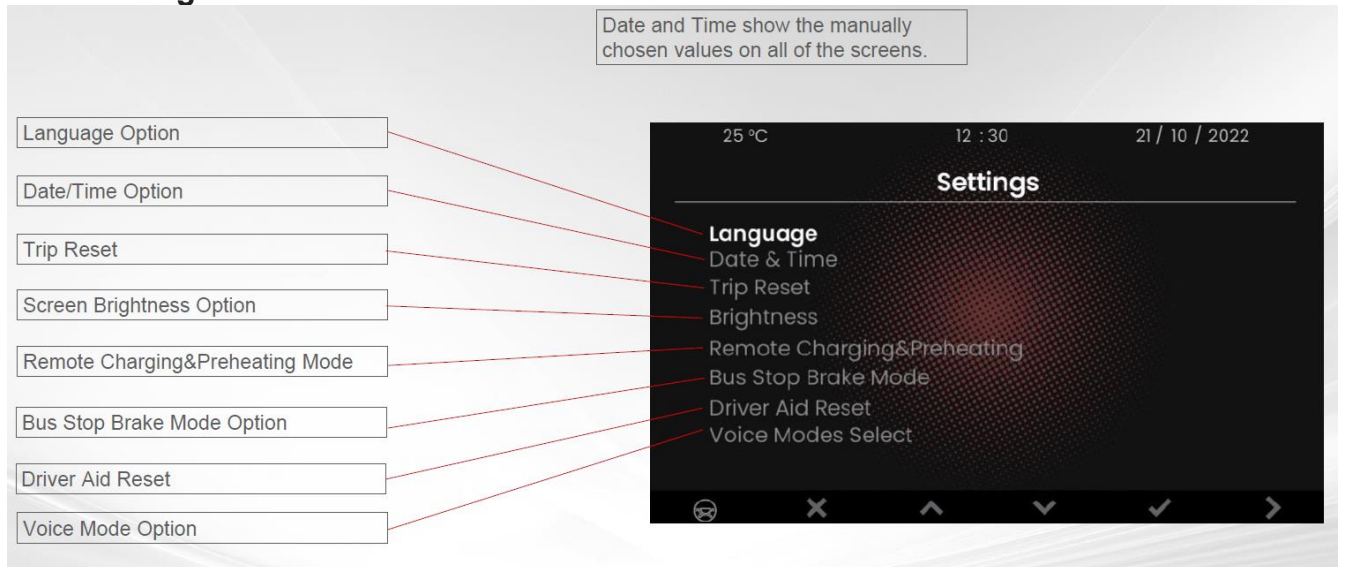 Date and Time show the manually
chosen values on all of the screens.
Language Option
Date/Time Option
Trip Reset
Screen Brightness Option
Remote Charging&Preheating Mode
Bus Stop Brake Mode Option
Driver Aid Reset
Voice Mode Option
25 °C 12 : 30 21 / 10 / 2022
Settings
Language
Date & Time
Trip Reset
Brightness
Remote Charging&Preheating
Bus Stop Brake Mode
Driver Aid Reset
Voice Modes Select